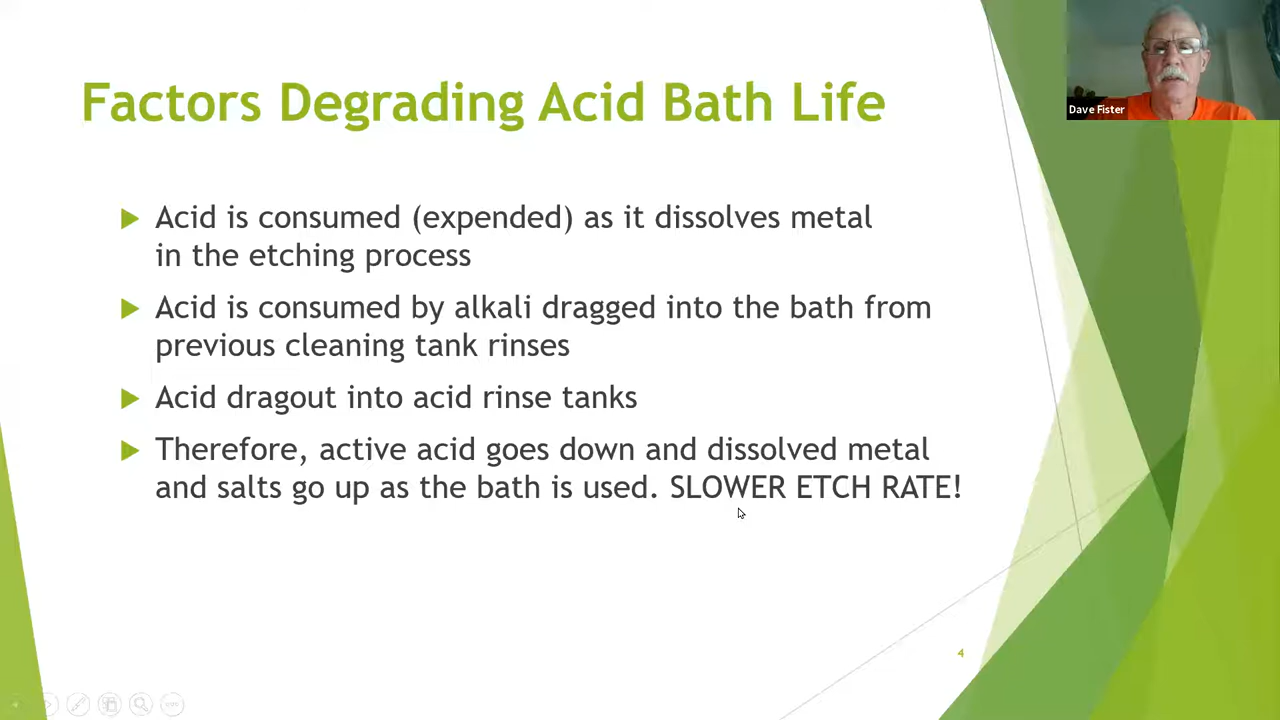 Factors Degrading Acid Bath Life
Dave Fister
Acid is consumed (expended) as it dissolves metal
in the etching process
Acid is consumed by alkali dragged into the bath from
previous cleaning tank rinses
Acid dragout into acid rinse tanks
Therefore, active acid goes down and dissolved metal
and salts go up as the bath is used. SLOWER ETCH RATE!
4